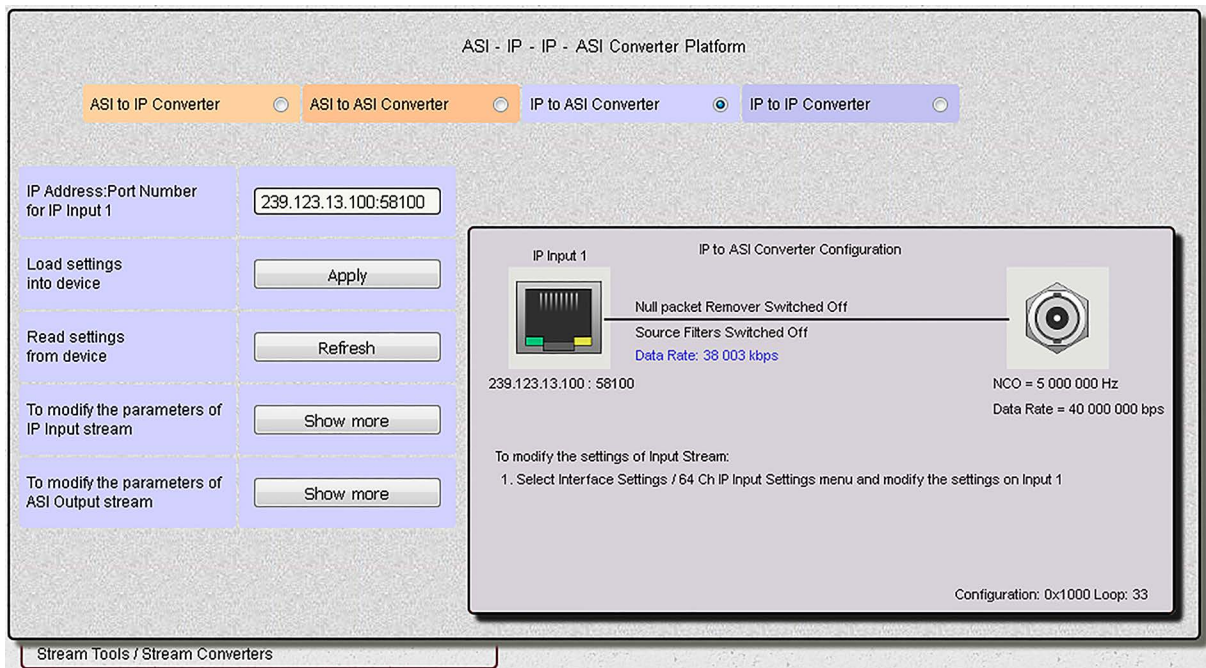 ASI - IP - IP - ASI Converter Platform
ASI to IP Converter
ASI to ASI Converter
IP to ASI Converter
IP to IP Converter
IP Address:Port Number
for IP Input 1
239.123.13.100:58100
Load settings
into device
Apply
Read settings
from device
Refresh
To modify the parameters of
IP Input stream
Show more
To modify the parameters of
ASI Output stream
Show more
IP to ASI Converter Configuration
IP Input 1
Null packet Remover Switched Off
Source Filters Switched Off
Data Rate: 38 003 kbps
239.123.13.100 : 58100
NCO = 5 000 000 Hz
Data Rate = 40 000 000 bps
To modify the settings of Input Stream:
1. Select Interface Settings / 64 Ch IP Input Settings menu and modify the settings on Input 1
Configuration: 0x1000 Loop: 33
Stream Tools / Stream Converters